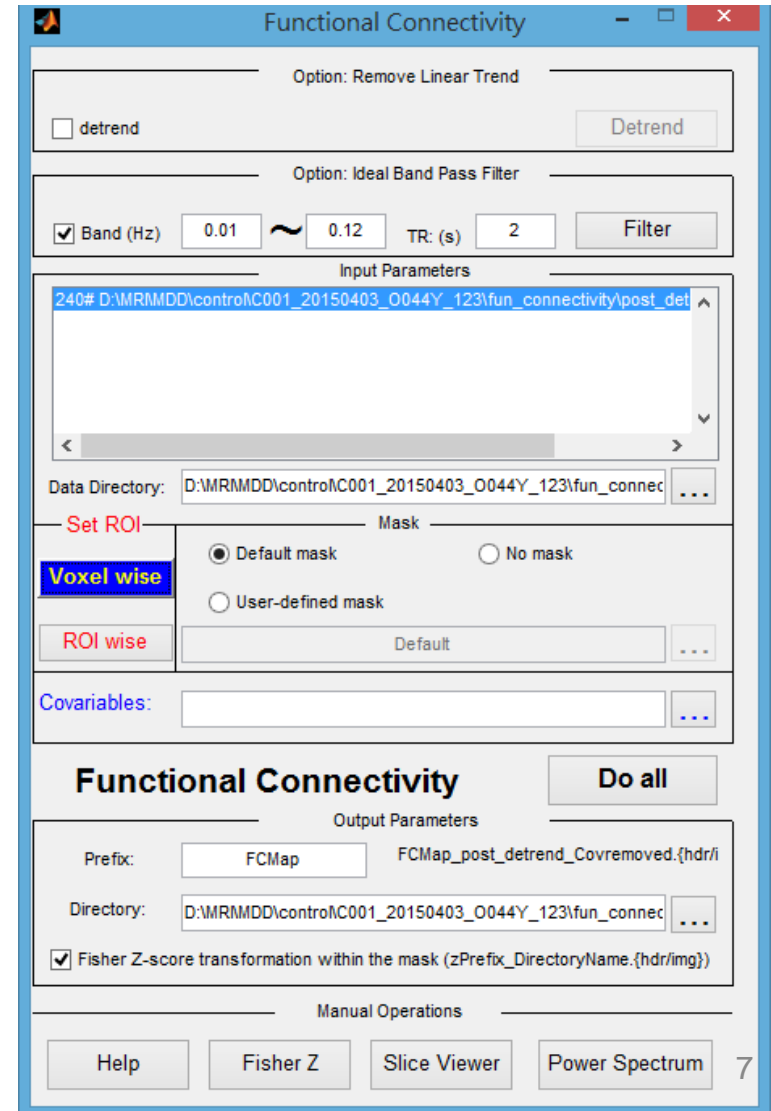 Functional Connectivity
Option: Remove Linear Trend
detrend
Detrend
Option: Ideal Band Pass Filter
Band (Hz) 0.01 ~ 0.12 TR: (s) 2 Filter
Input Parameters
240# D:\MRI\MDD\control\C001_20150403_O044Y_123\fun_connectivity\post_det
Data Directory: D:\MRI\MDD\control\C001_20150403_O044Y_123\fun_connec ...
Set ROI
Mask
Default mask No mask
Voxel wise
User-defined mask
ROI wise Default ...
Covariables: ...
Functional Connectivity Do all
Output Parameters
Prefix: FCMap FCMap_post_detrend_Covremoved.{hdr/i
Directory: D:\MRI\MDD\control\C001_20150403_O044Y_123\fun_connec ...
Fisher Z-score transformation within the mask (zPrefix_DirectoryName.{hdr/img})
Manual Operations
Help Fisher Z Slice Viewer Power Spectrum
7